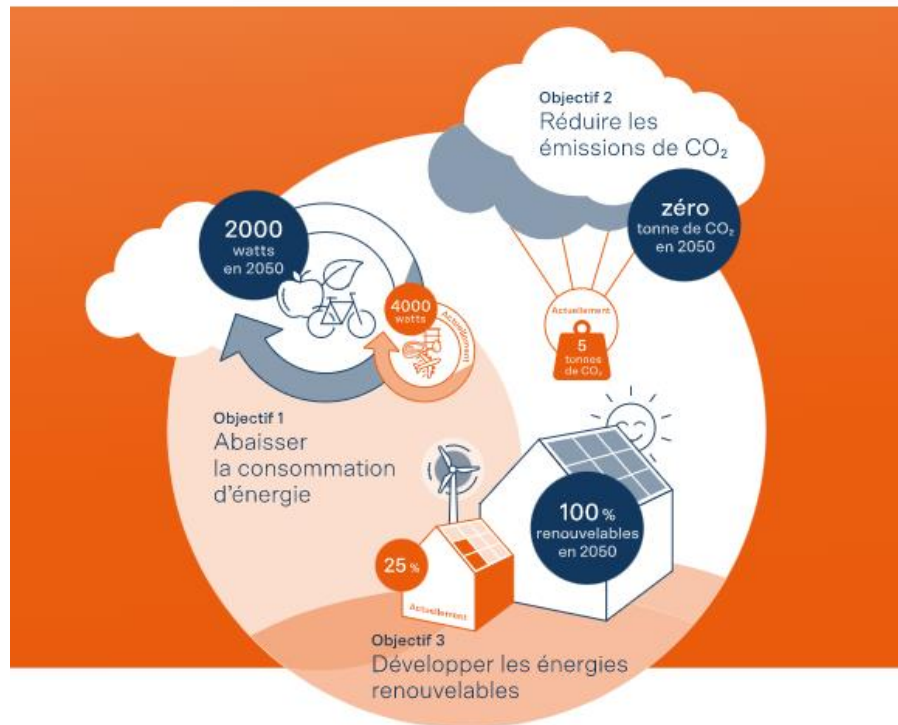 Objectif 2
Réduire les
émissions de CO₂
zéro
tonne de CO₂
en 2050
2000
watts
en 2050
4000
watts
Actuellement
Actuellement
5
tonnes
de CO₂
Objectif 1
Abaisser
la consommation
d’énergie
100 %
renouvelables
en 2050
25 %
Actuellement
Objectif 3
Développer les énergies
renouvelables